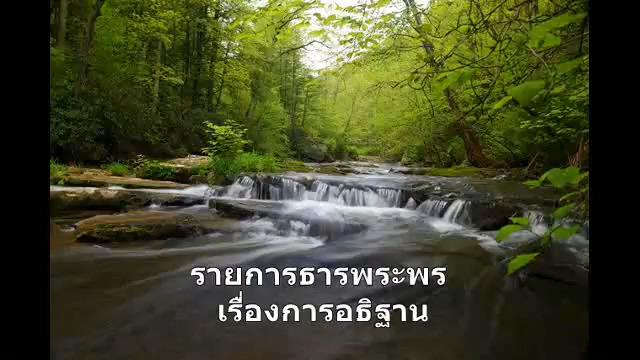 รายการธารพระพร
เรื่องการอธิฐาน